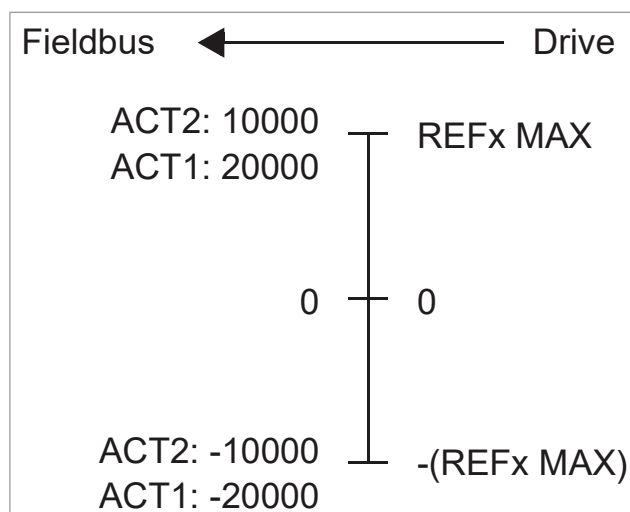 Fieldbus Drive
ACT2: 10000
ACT1: 20000
REFx MAX
0 0
ACT2: -10000
ACT1: -20000
-(REFx MAX)